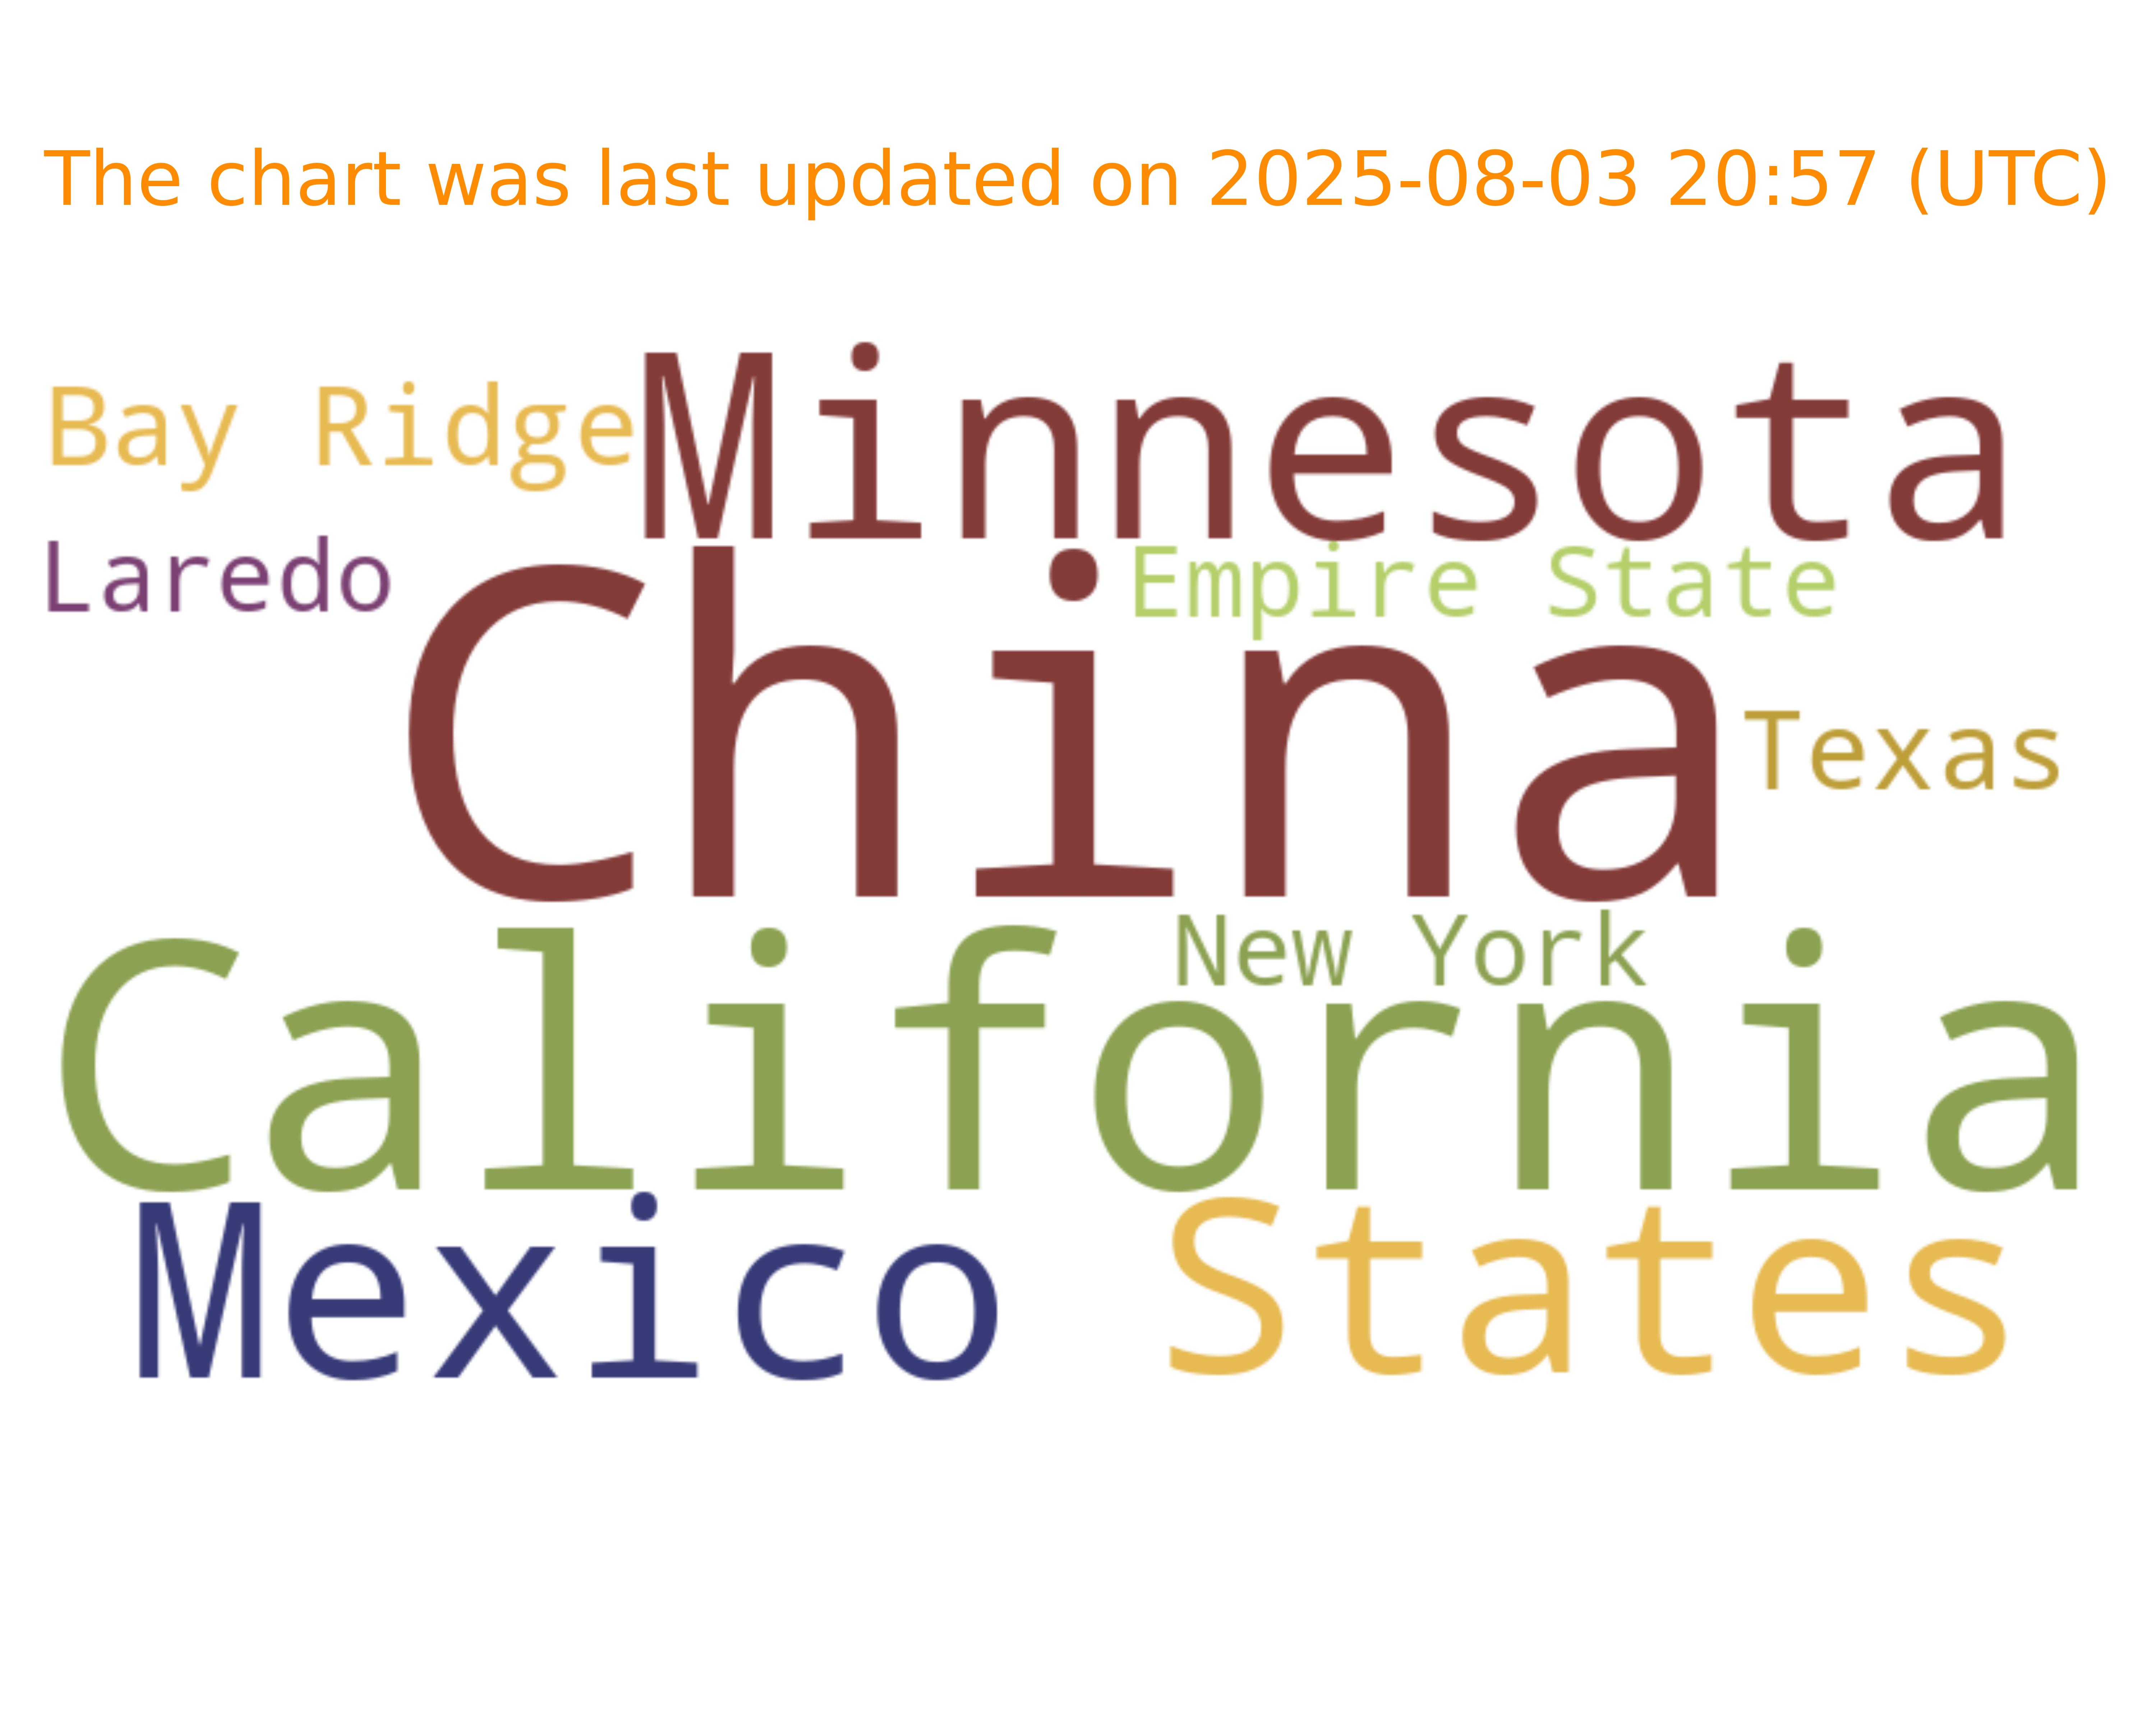 The chart was last updated on 2025-08-03 20:57 (UTC)
Bay Ridge
Minnesota
Laredo
Empire State
China
Texas
New York
California
Mexico
States